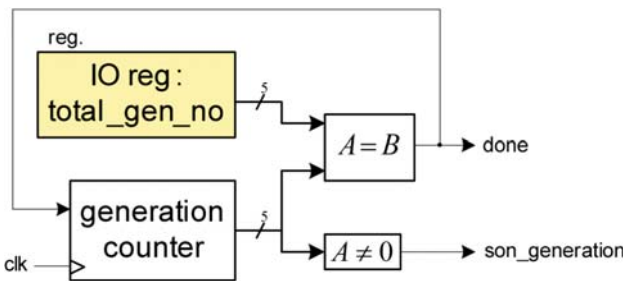 reg.
IO reg :
total_gen_no
5
A = B
done
generation
counter
5
clk
A ≠ 0
son_generation